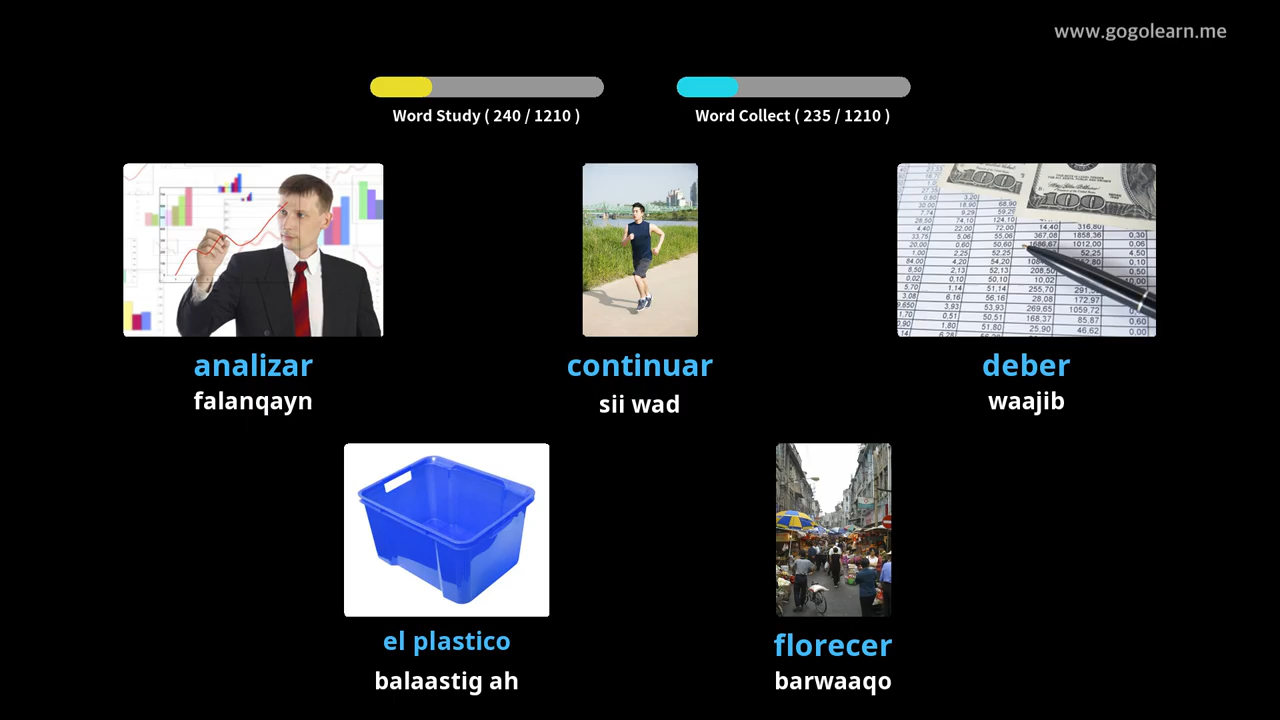 www.gogolearn.me
Word Study ( 240 / 1210 )
Word Collect ( 235 / 1210 )
analizar
falanqayn
continuar
sii wad
deber
waajib
el plastico
balaastig ah
florecer
barwaaqo